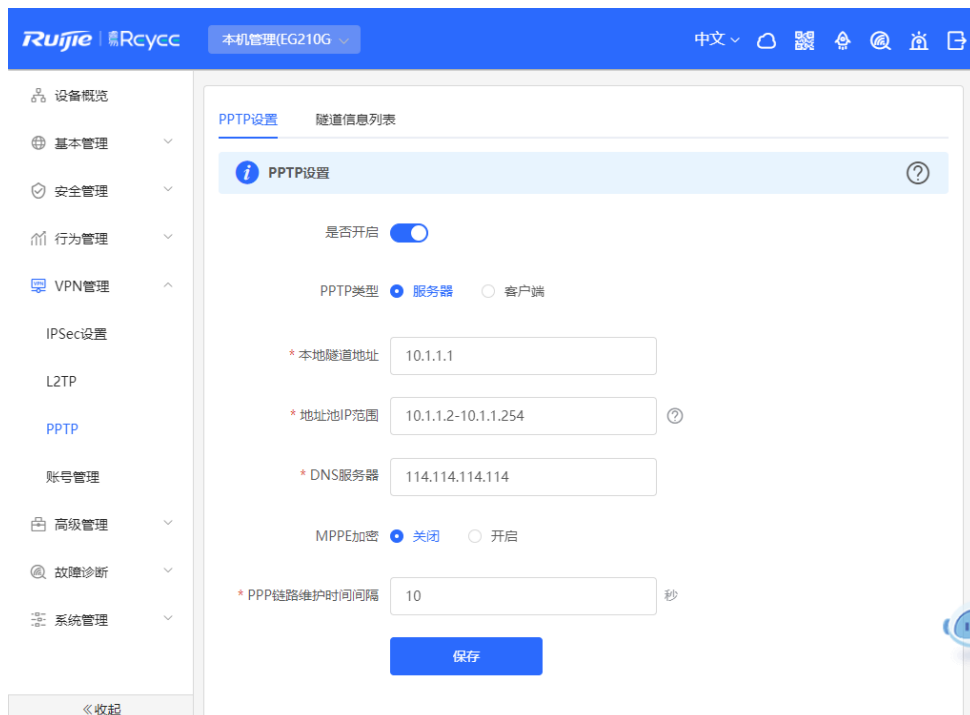 Ruijie Rcycc 本机管理(EG210G 中文
设备概览
基本管理
安全管理
行为管理
VPN管理
IPSec设置
L2TP
PPTP
账号管理
高级管理
故障诊断
系统管理
≪收起
PPTP设置 隧道信息列表
PPTP设置
是否开启
PPTP类型 服务器 客户端
* 本地隧道地址 10.1.1.1
* 地址池IP范围 10.1.1.2-10.1.1.254
* DNS服务器 114.114.114.114
MPPE加密 关闭 开启
* PPP链路维护时间间隔 10 秒
保存